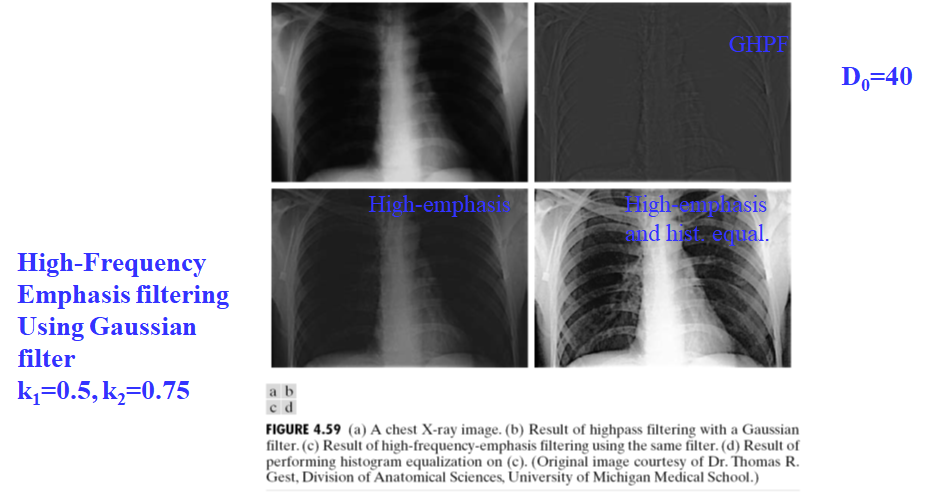 GHPF
D₀=40
High-emphasis
High-emphasis
and hist. equal.
High-Frequency
Emphasis filtering
Using Gaussian
filter
k₁=0.5, k₂=0.75
a b
c d
FIGURE 4.59 (a) A chest X-ray image. (b) Result of highpass filtering with a Gaussian
filter. (c) Result of high-frequency-emphasis filtering using the same filter. (d) Result of
performing histogram equalization on (c). (Original image courtesy of Dr. Thomas R.
Gest, Division of Anatomical Sciences, University of Michigan Medical School.)